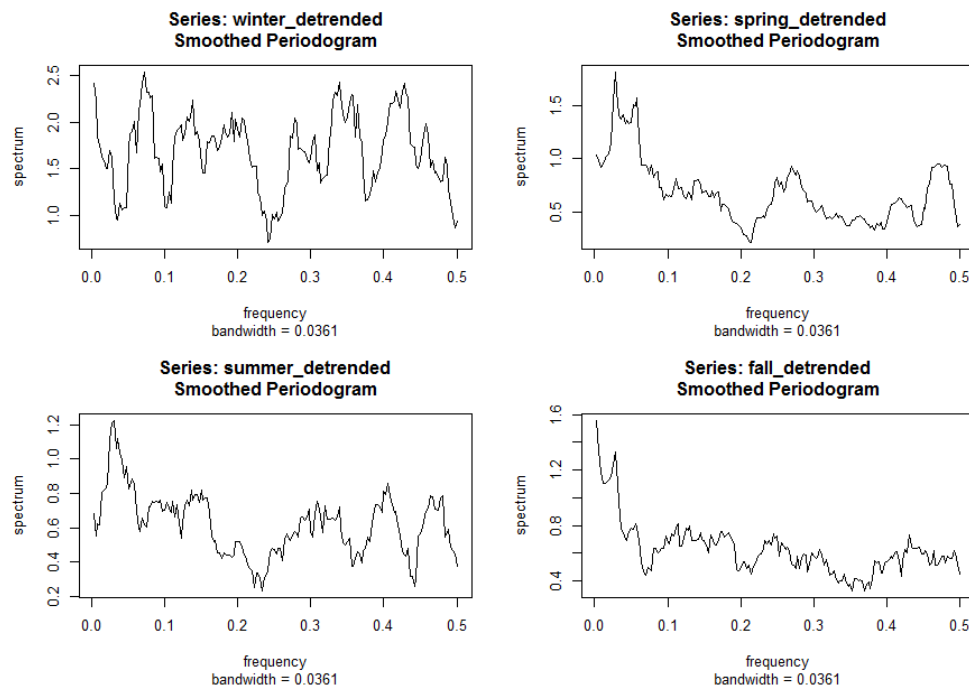 Series: winter_detrended
Smoothed Periodogram
spectrum
2.5
2.0
1.5
1.0
0.0 0.1 0.2 0.3 0.4 0.5
frequency
bandwidth = 0.0361
Series: spring_detrended
Smoothed Periodogram
spectrum
1.5
1.0
0.5
0.0 0.1 0.2 0.3 0.4 0.5
frequency
bandwidth = 0.0361
Series: summer_detrended
Smoothed Periodogram
spectrum
1.2
1.0
0.8
0.6
0.4
0.2
0.0 0.1 0.2 0.3 0.4 0.5
frequency
bandwidth = 0.0361
Series: fall_detrended
Smoothed Periodogram
spectrum
1.6
1.2
0.8
0.4
0.0 0.1 0.2 0.3 0.4 0.5
frequency
bandwidth = 0.0361